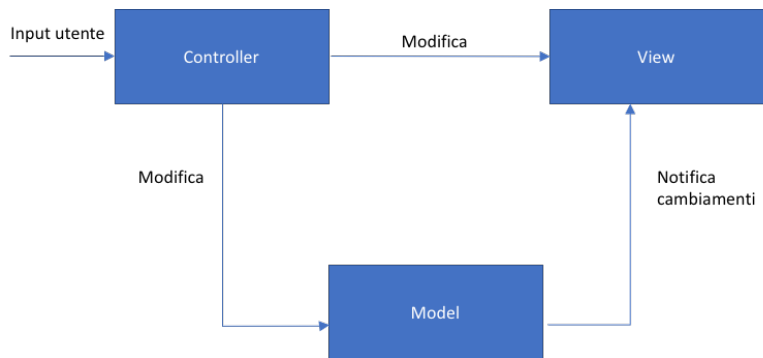 Input utente
Controller
Modifica
View
Modifica
Notifica
cambiamenti
Model